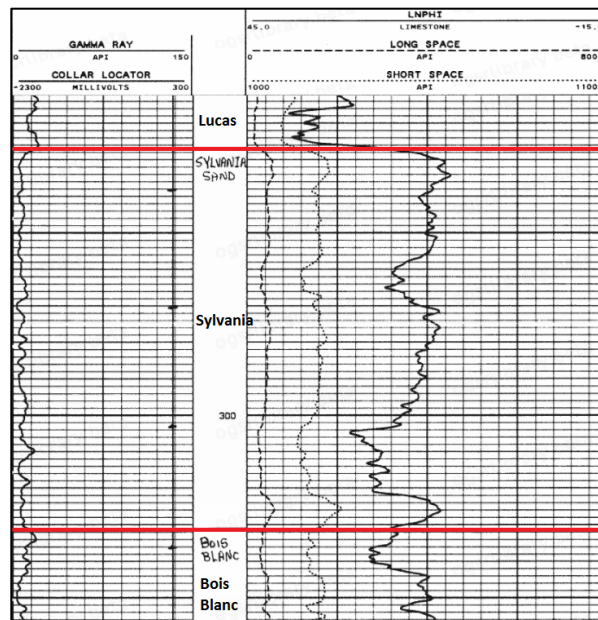 LNPHI
45.0 LIMESTONE -15.
GAMMA RAY LONG SPACE
0 API 150 0 API 800
COLLAR LOCATOR SHORT SPACE
-2300 MILLIVOLTS 300 1000 API 1100
Lucas
SYLVANIA
SAND
Sylvania
300
BOIS
BLANC
Bois
Blanc